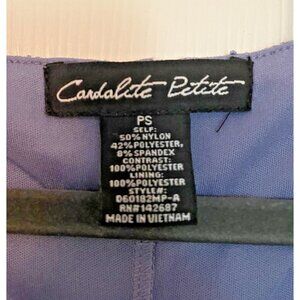 Cardalite Petite
PS
SELF:
50% NYLON
42% POLYESTER,
8% SPANDEX
CONTRAST:
100% POLYESTER
LINING:
100% POLYESTER
STYLE#:
D60182MP-A
RN#142687
MADE IN VIETNAM